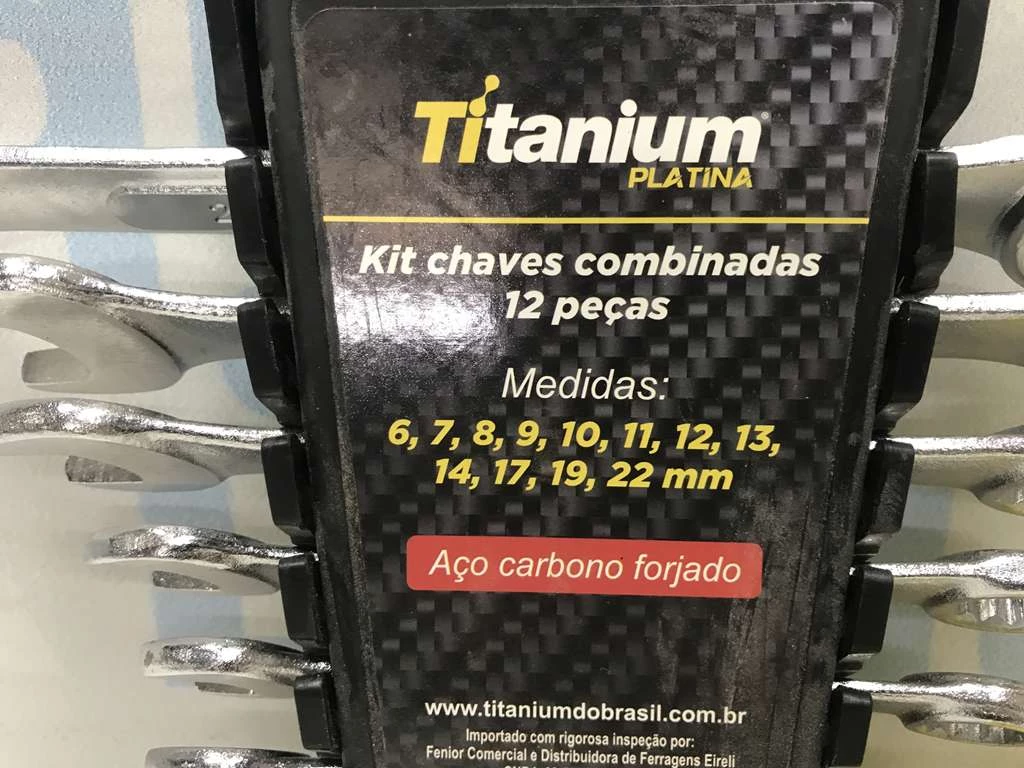 Titanium
PLATINA
Kit chaves combinadas
12 peças
Medidas:
6, 7, 8, 9, 10, 11, 12, 13,
14, 17, 19, 22 mm
Aço carbono forjado
www.titaniumdobrasil.com.br
Importado com rigorosa inspeção por:
Fenior Comercial e Distribuidora de Ferragens Eireli